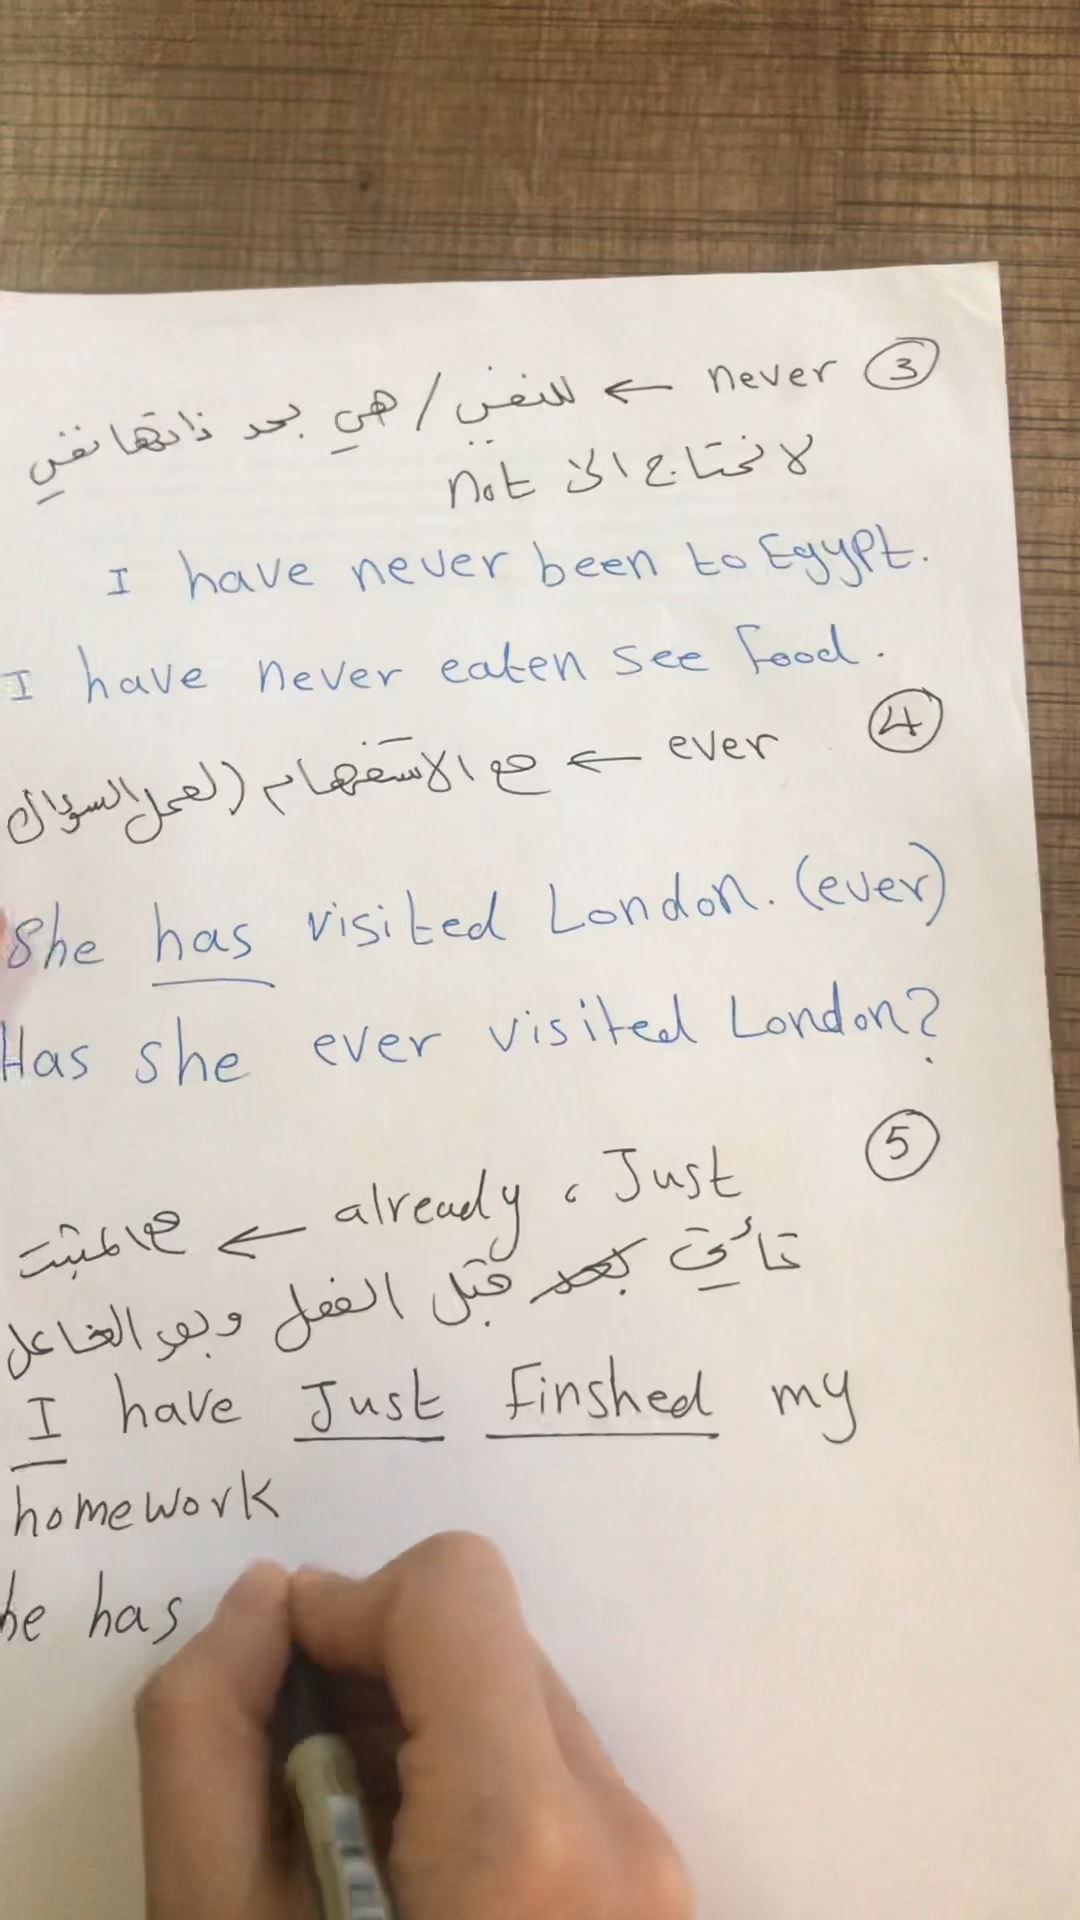 ③ never ← للنفي / هي بحد ذاتها نفي
لا نحتاج الى not
I have never been to Egypt.
I have never eaten see food.
④ ever ← مع الاستفهام (لعمل السؤال
She has visited London. (ever)
Has she ever visited London?
⑤ Just ، already ← مع المثبت
تأتي بعد قبل الفعل وبعد الفاعل
I have Just finshed my
homework
he has